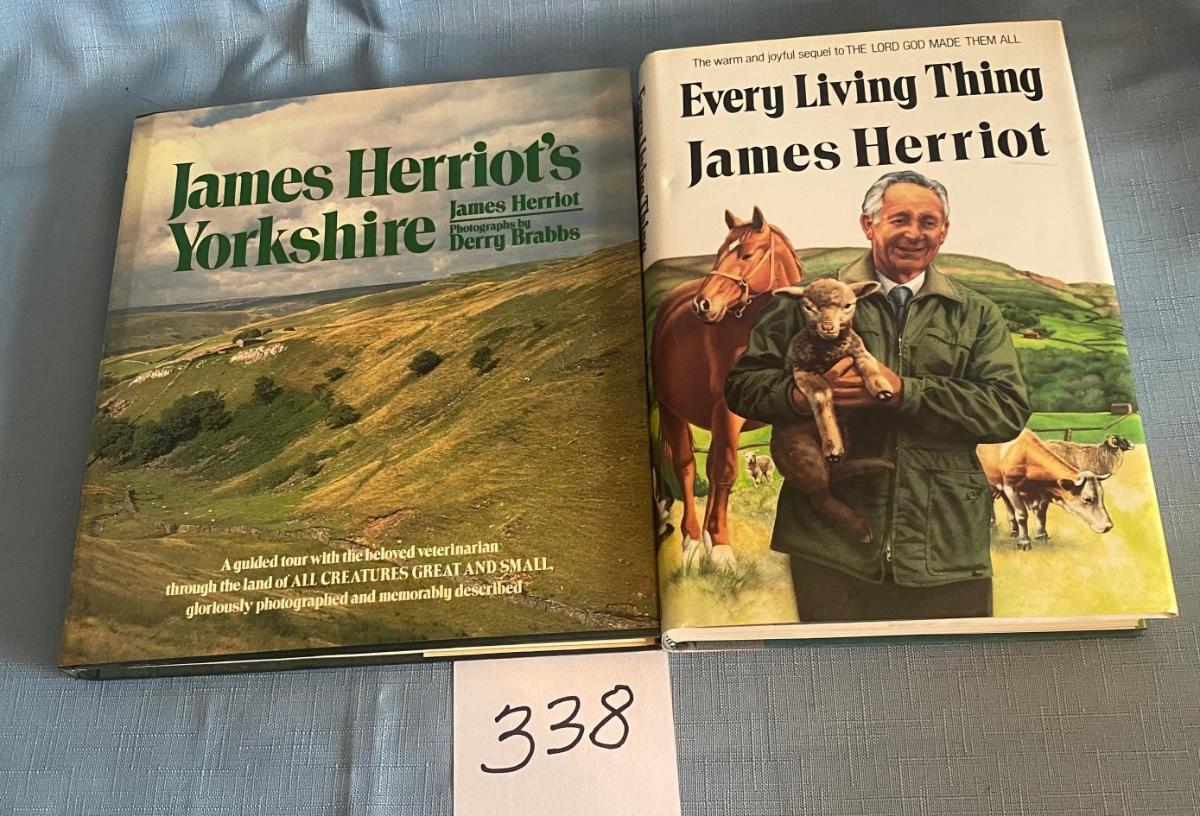 James Herriot's
Yorkshire
James Herriot
Photographs by
Derry Brabbs
A guided tour with the beloved veterinarian
through the land of ALL CREATURES GREAT AND SMALL,
gloriously photographed and memorably described
The warm and joyful sequel to THE LORD GOD MADE THEM ALL
Every Living Thing
James Herriot
338